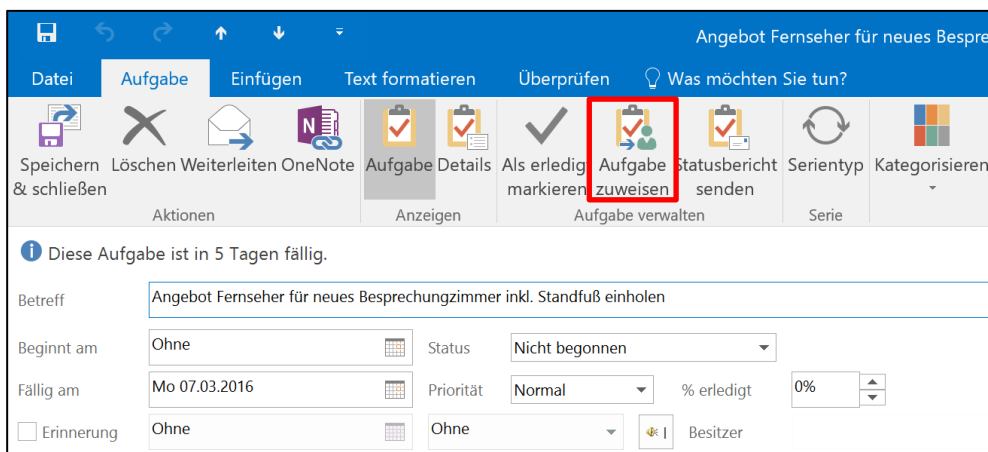 Angebot Fernseher für neues Bespre
Datei Aufgabe Einfügen Text formatieren Überprüfen Was möchten Sie tun?
Speichern Löschen Weiterleiten OneNote Aufgabe Details Als erledigt Aufgabe Statusbericht Serientyp Kategorisieren
& schließen markieren zuweisen senden
Aktionen Anzeigen Aufgabe verwalten Serie
Diese Aufgabe ist in 5 Tagen fällig.
Betreff Angebot Fernseher für neues Besprechungzimmer inkl. Standfuß einholen
Beginnt am Ohne Status Nicht begonnen
Fällig am Mo 07.03.2016 Priorität Normal % erledigt 0%
Erinnerung Ohne Ohne Besitzer